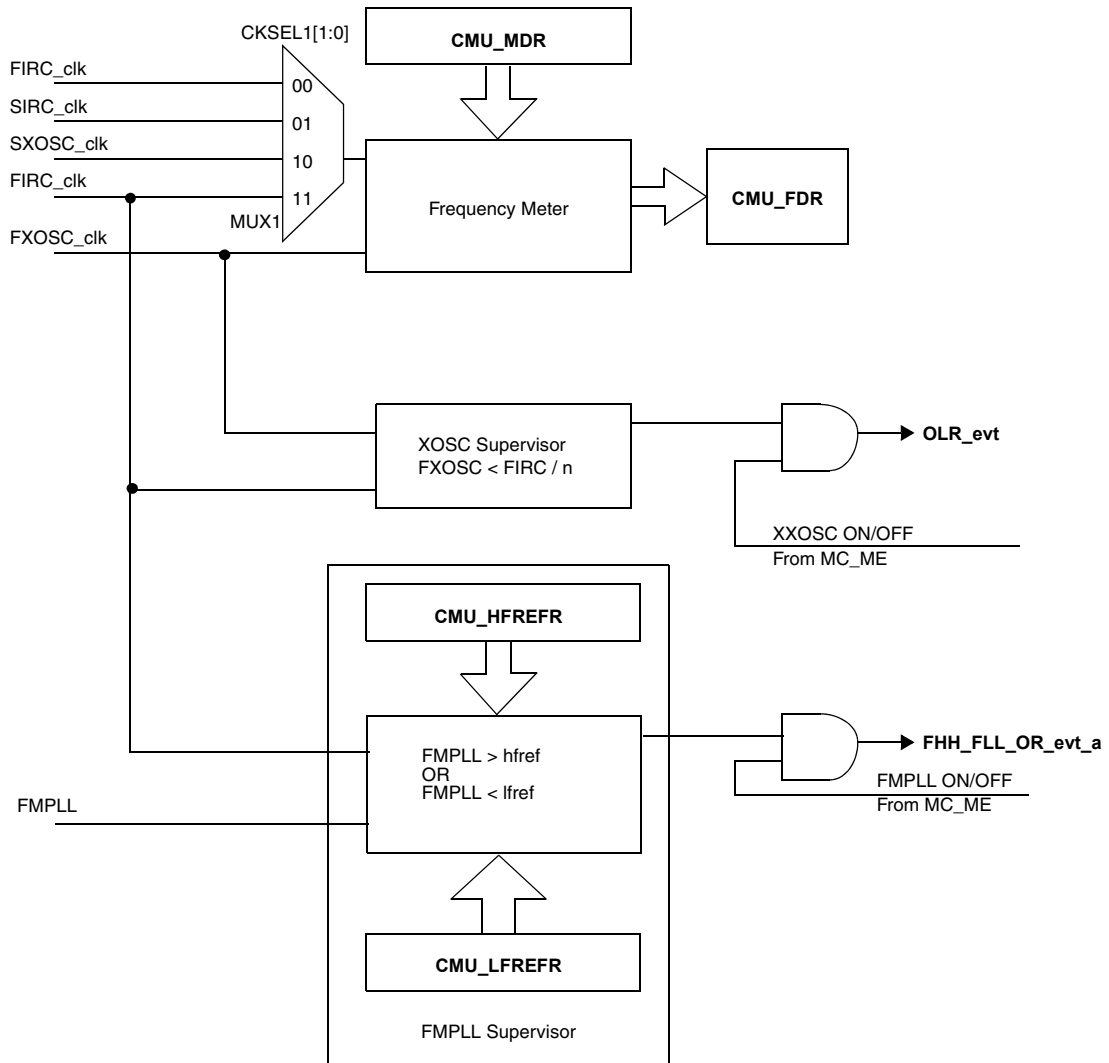 CKSEL1[1:0]
CMU_MDR
FIRC_clk
00
SIRC_clk
01
SXOSC_clk
10
FIRC_clk
11
MUX1
FXOSC_clk
Frequency Meter
CMU_FDR
XOSC Supervisor
FXOSC < FIRC / n
OLR_evt
XXOSC ON/OFF
From MC_ME
CMU_HFREFR
FMPLL > hfref
OR
FMPLL < lfref
FHH_FLL_OR_evt_a
FMPLL ON/OFF
From MC_ME
FMPLL
CMU_LFREFR
FMPLL Supervisor